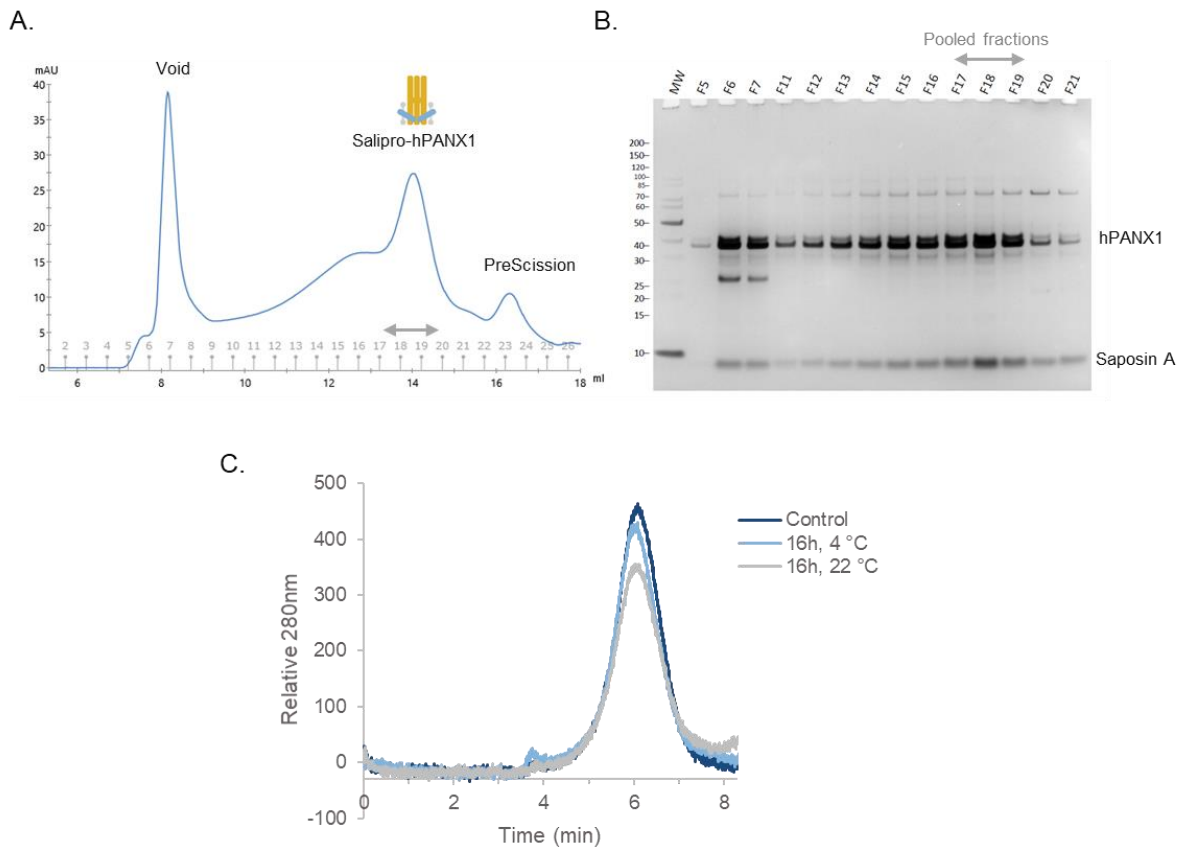 A.
mAU
40
35
30
25
20
15
10
5
0
Void
Salipro-hPANX1
PreScission
2 3 4 5 6 7 8 9 10 11 12 13 14 15 16 17 18 19 20 21 22 23 24 25 26
6 8 10 12 14 16 18 ml
B.
Pooled fractions
MW F5 F6 F7 F11 F12 F13 F14 F15 F16 F17 F18 F19 F20 F21
200-
150-
120-
100-
85-
70-
60-
50-
40-
30-
25-
20-
15-
10-
hPANX1
Saposin A
C.
Relative 280nm
500
400
300
200
100
0
-100
0 2 4 6 8
Time (min)
Control
16h, 4 °C
16h, 22 °C